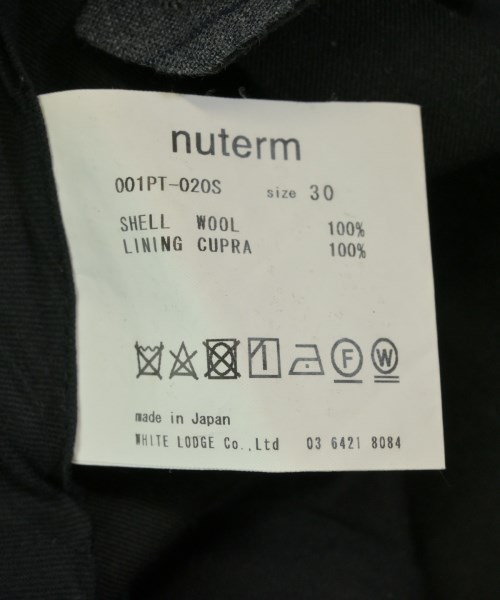 nuterm
001PT-020S size 30
SHELL WOOL 100%
LINING CUPRA 100%
F W
made in Japan
WHITE LODGE Co.,Ltd 03 6421 8084